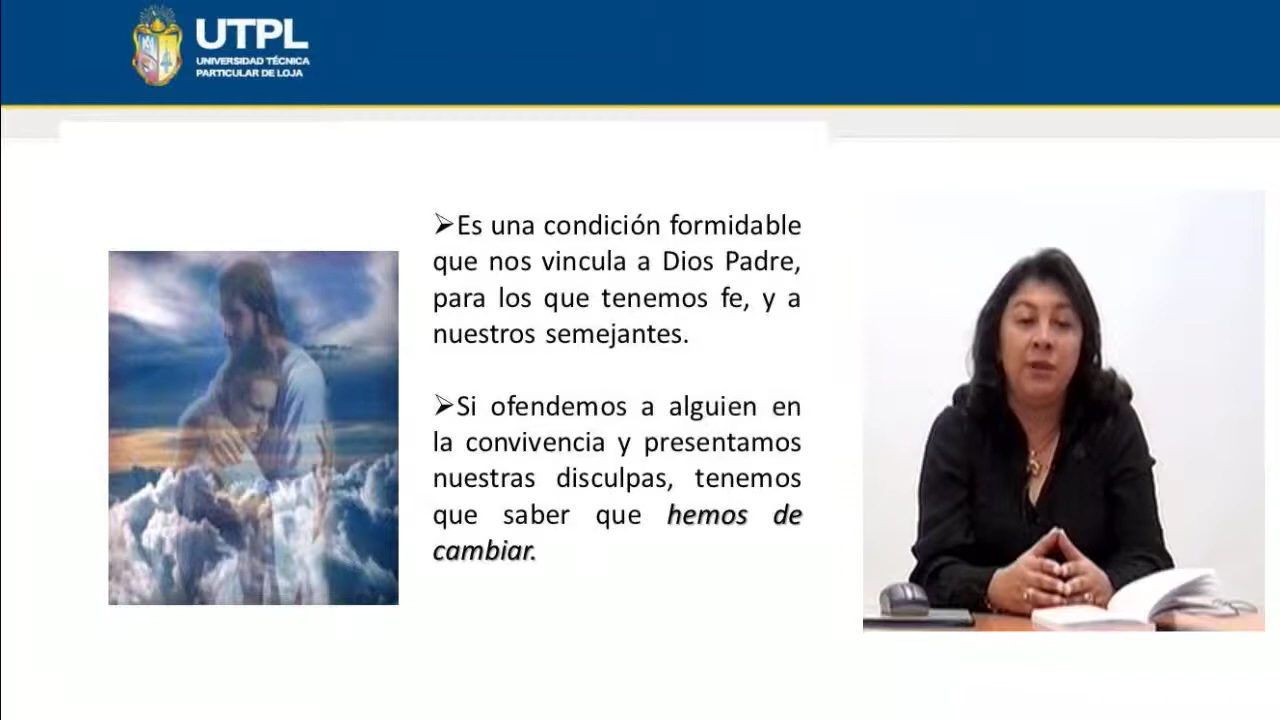 UTPL
UNIVERSIDAD TÉCNICA
PARTICULAR DE LOJA
➢Es una condición formidable
que nos vincula a Dios Padre,
para los que tenemos fe, y a
nuestros semejantes.
➢Si ofendemos a alguien en
la convivencia y presentamos
nuestras disculpas, tenemos
que saber que hemos de
cambiar.